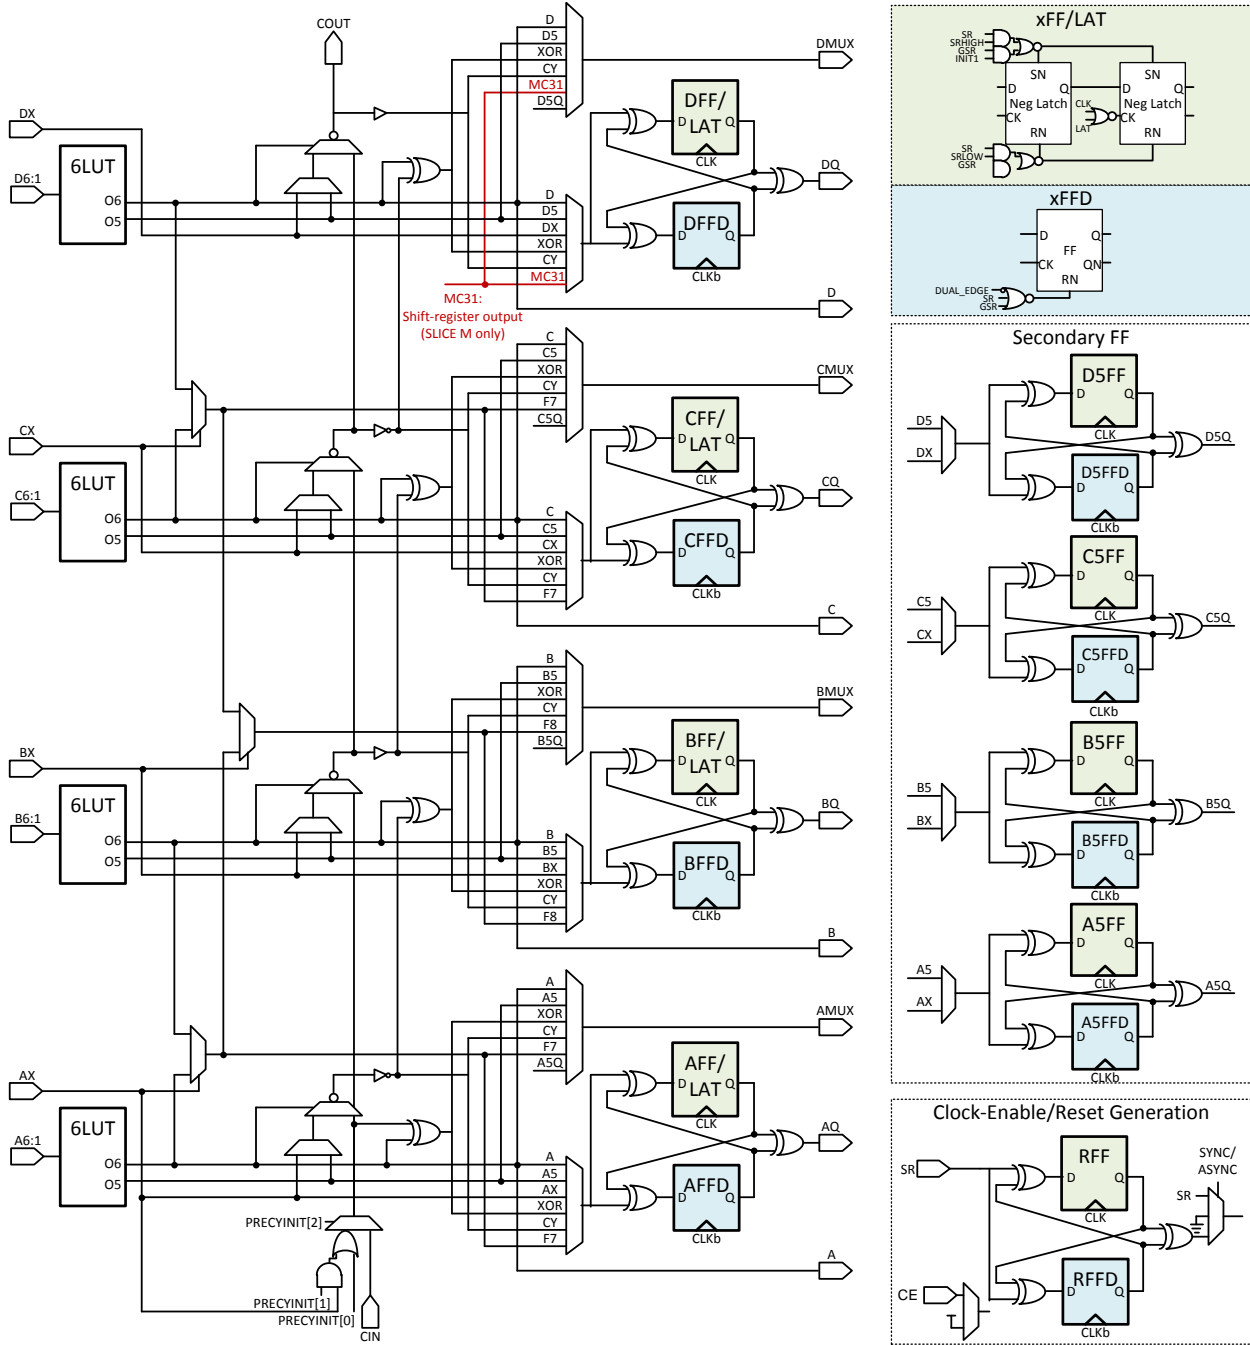 COUT
D
D5
XOR
CY
MC31
D5Q
DMUX
DX
D6:1
6LUT
O6
O5
DFF/
LAT
D
Q
CLK
DQ
D
D5
DX
XOR
CY
MC31
DFFD
D
Q
CLKb
MC31:
Shift-register output
(SLICE M only)
D
C
C5
XOR
CY
F7
C5Q
CMUX
CX
C6:1
6LUT
O6
O5
CFF/
LAT
D
Q
CLK
CQ
C
C5
CX
XOR
CY
F7
CFFD
D
Q
CLKb
C
B
B5
XOR
CY
F8
B5Q
BMUX
BX
B6:1
6LUT
O6
O5
BFF/
LAT
D
Q
CLK
BQ
B
B5
BX
XOR
CY
F8
BFFD
D
Q
CLKb
B
A
A5
XOR
CY
F7
A5Q
AMUX
AX
A6:1
6LUT
O6
O5
AFF/
LAT
D
Q
CLK
AQ
A
A5
AX
XOR
CY
F7
AFFD
D
Q
CLKb
A
PRECYINIT[2]
PRECYINIT[1]
PRECYINIT[0]
CIN
xFF/LAT
SR
SRHIGH
GSR
INIT1
SN
D
Q
Neg Latch
CK
RN
CLK
LAT
SN
D
Q
Neg Latch
CK
RN
SR
SRLOW
GSR
xFFD
D
Q
FF
CK
QN
RN
DUAL_EDGE
SR
GSR
Secondary FF
D5
DX
D5FF
D
Q
CLK
D5FFD
D
Q
CLKb
D5Q
C5
CX
C5FF
D
Q
CLK
C5FFD
D
Q
CLKb
C5Q
B5
BX
B5FF
D
Q
CLK
B5FFD
D
Q
CLKb
B5Q
A5
AX
A5FF
D
Q
CLK
A5FFD
D
Q
CLKb
A5Q
Clock-Enable/Reset Generation
SR
RFF
D
Q
CLK
RFFD
D
Q
CLKb
SYNC/
ASYNC
SR
CE